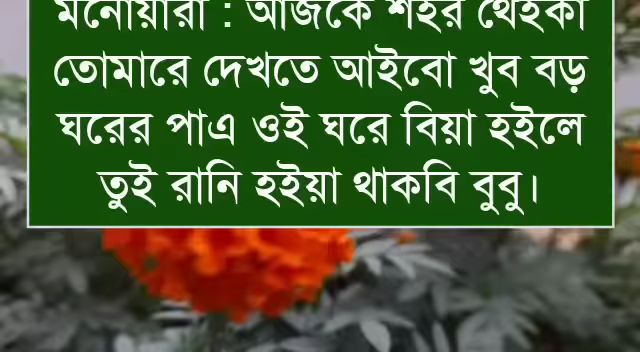 মনোয়ারা : আজকে শহর থেইকা
তোমারে দেখতে আইবো খুব বড়
ঘরের পাএ ওই ঘরে বিয়া হইলে
তুই রানি হইয়া থাকবি বুবু।